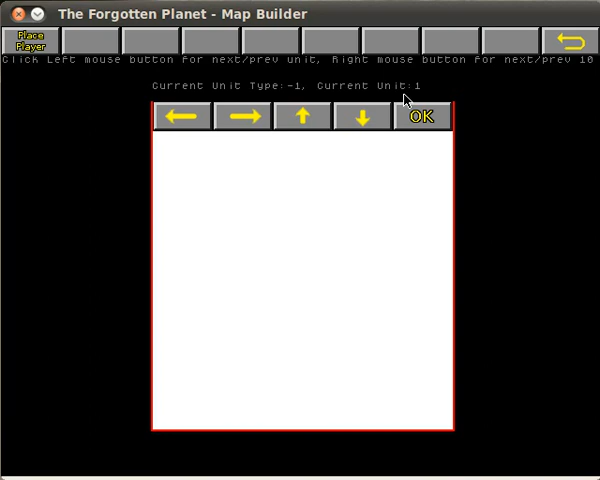 The Forgotten Planet - Map Builder
Place
Player
Click Left mouse button for next/prev unit, Right mouse button for next/prev 10
Current Unit Type:-1, Current Unit:1
OK